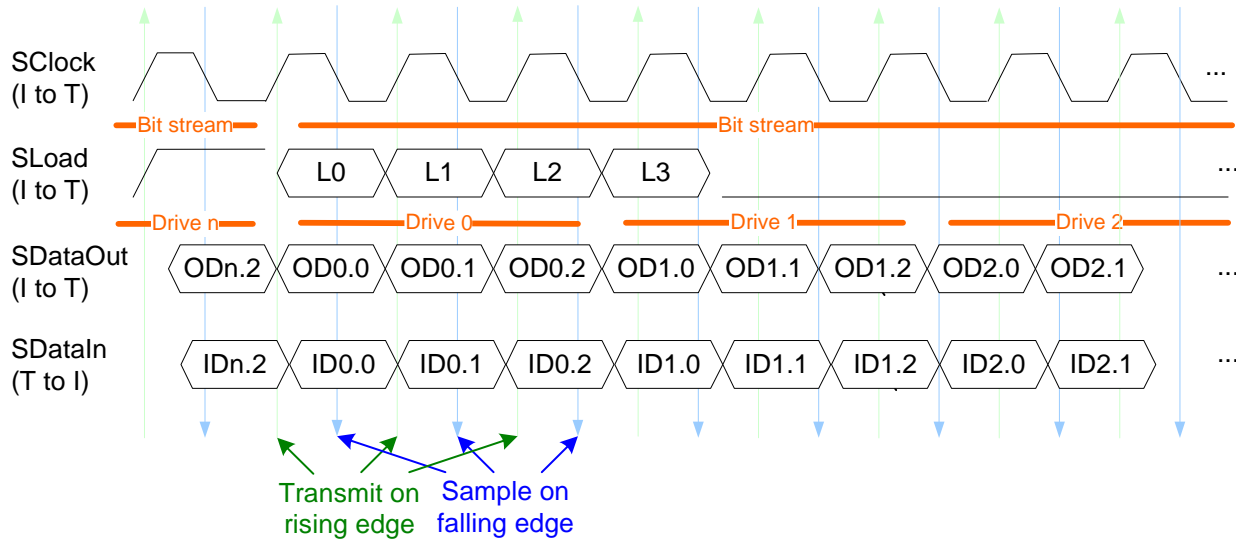 SClock
(I to T)
...
Bit stream
Bit stream
SLoad
(I to T)
L0 L1 L2 L3
...
Drive n
Drive 0
Drive 1
Drive 2
SDataOut
(I to T)
ODn.2 OD0.0 OD0.1 OD0.2 OD1.0 OD1.1 OD1.2 OD2.0 OD2.1
...
SDataIn
(T to I)
IDn.2 ID0.0 ID0.1 ID0.2 ID1.0 ID1.1 ID1.2 ID2.0 ID2.1
...
Transmit on
rising edge
Sample on
falling edge